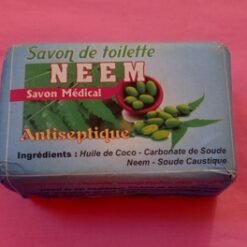 Savon de toilette
NEEM
Savon Médical
Antiseptique
Ingrédients : Huile de Coco - Carbonate de Soude
Neem - Soude Caustique